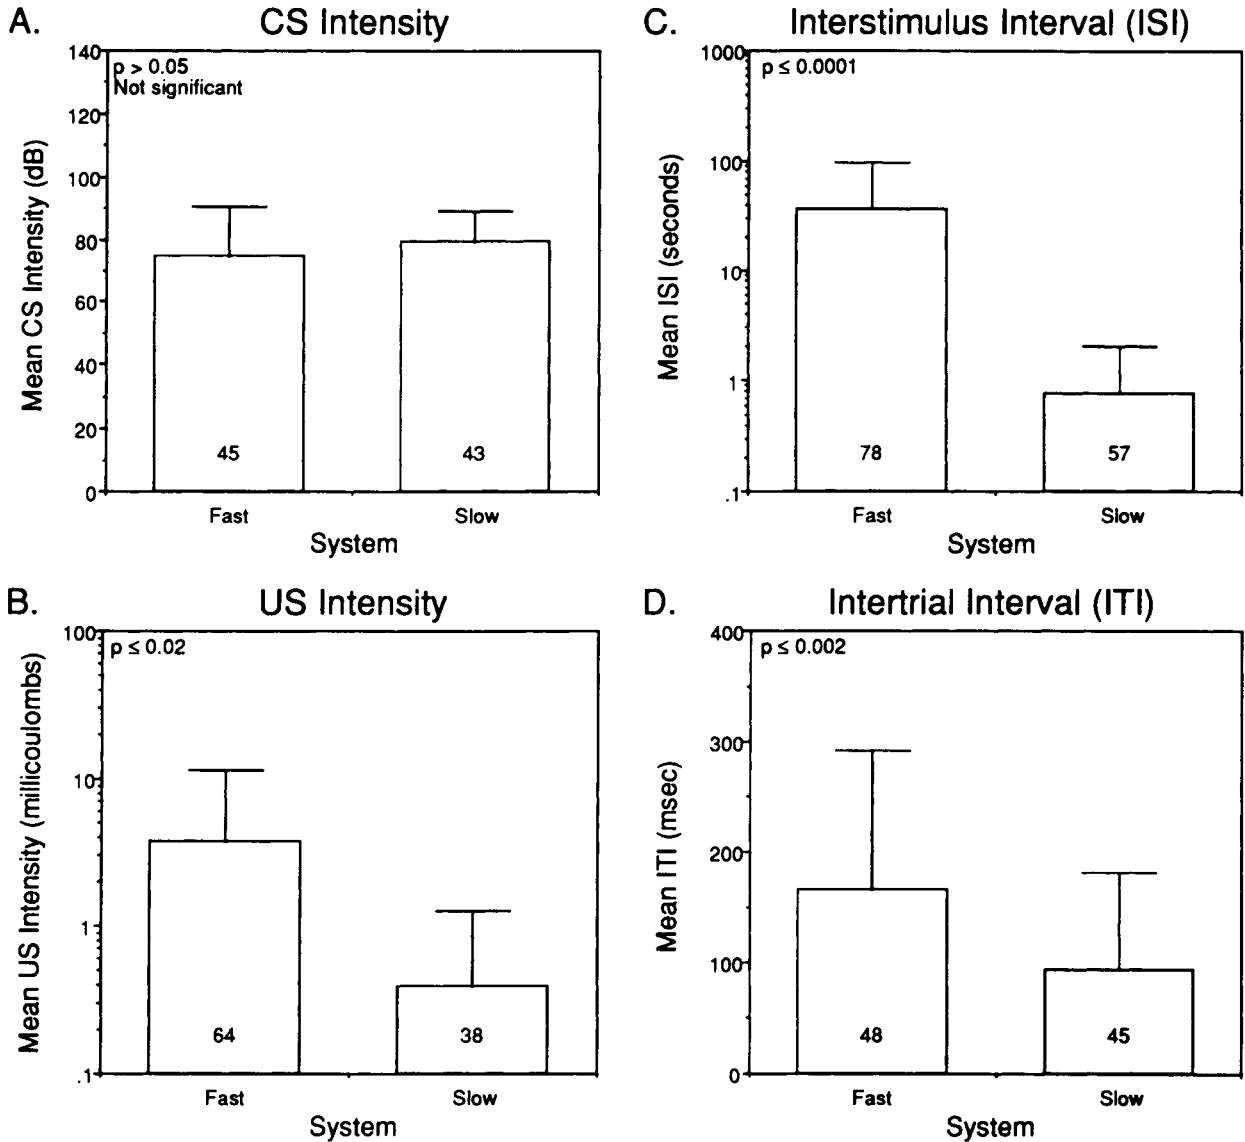 A. CS Intensity
140
120
100
80
60
40
20
0
Mean CS Intensity (dB)
p > 0.05
Not significant
45
43
Fast
Slow
System
C. Interstimulus Interval (ISI)
1000
100
10
1
.1
Mean ISI (seconds)
p ≤ 0.0001
78
57
Fast
Slow
System
B. US Intensity
100
10
1
.1
Mean US Intensity (millicoulombs)
p ≤ 0.02
64
38
Fast
Slow
System
D. Intertrial Interval (ITI)
400
300
200
100
0
Mean ITI (msec)
p ≤ 0.002
48
45
Fast
Slow
System